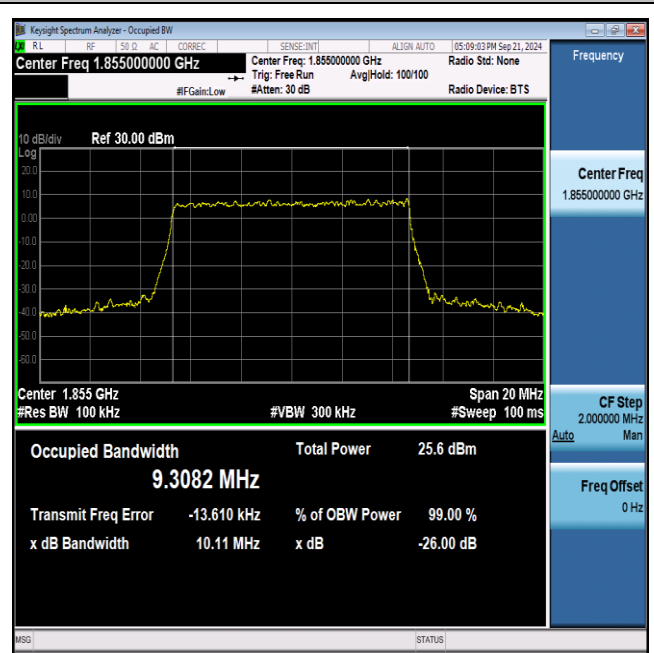 Keysight Spectrum Analyzer - Occupied BW
LXI RL RF 50 Ω AC CORREC SENSE:INT ALIGN AUTO 05:09:03 PM Sep 21, 2024
Center Freq 1.855000000 GHz
Center Freq: 1.855000000 GHz Radio Std: None
Trig: Free Run Avg|Hold: 100/100
#IFGain:Low #Atten: 30 dB Radio Device: BTS
10 dB/div Ref 30.00 dBm
Log
20.0
10.0
0.00
-10.0
-20.0
-30.0
-40.0
-50.0
-60.0
Center 1.855 GHz Span 20 MHz
#Res BW 100 kHz #VBW 300 kHz #Sweep 100 ms
Occupied Bandwidth Total Power 25.6 dBm
9.3082 MHz
Transmit Freq Error -13.610 kHz % of OBW Power 99.00 %
x dB Bandwidth 10.11 MHz x dB -26.00 dB
MSG STATUS
Frequency
Center Freq
1.855000000 GHz
CF Step
2.000000 MHz
Auto Man
Freq Offset
0 Hz